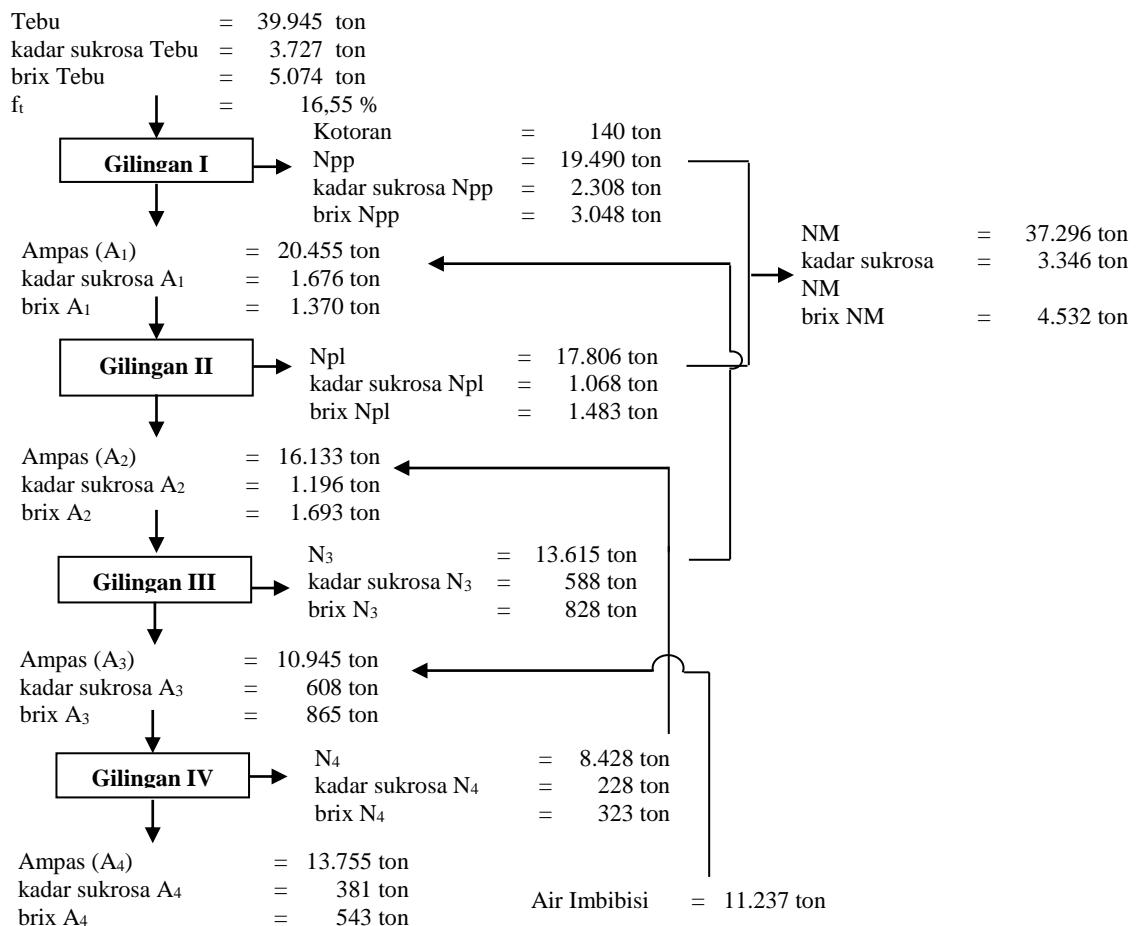 Tebu = 39.945 ton
kadar sukrosa Tebu = 3.727 ton
brix Tebu = 5.074 ton
ft = 16,55 %
Gilingan I
Kotoran = 140 ton
Npp = 19.490 ton
kadar sukrosa Npp = 2.308 ton
brix Npp = 3.048 ton
NM = 37.296 ton
kadar sukrosa = 3.346 ton
NM
brix NM = 4.532 ton
Ampas (A1) = 20.455 ton
kadar sukrosa A1 = 1.676 ton
brix A1 = 1.370 ton
Gilingan II
Npl = 17.806 ton
kadar sukrosa Npl = 1.068 ton
brix Npl = 1.483 ton
Ampas (A2) = 16.133 ton
kadar sukrosa A2 = 1.196 ton
brix A2 = 1.693 ton
Gilingan III
N3 = 13.615 ton
kadar sukrosa N3 = 588 ton
brix N3 = 828 ton
Ampas (A3) = 10.945 ton
kadar sukrosa A3 = 608 ton
brix A3 = 865 ton
Gilingan IV
N4 = 8.428 ton
kadar sukrosa N4 = 228 ton
brix N4 = 323 ton
Ampas (A4) = 13.755 ton
kadar sukrosa A4 = 381 ton
brix A4 = 543 ton
Air Imbibisi = 11.237 ton